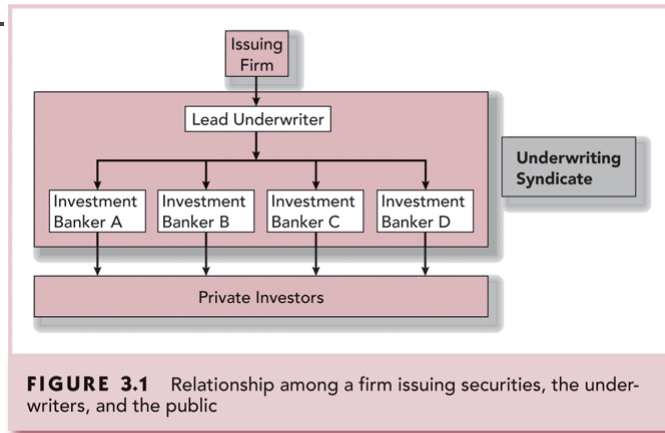 Issuing
Firm
Lead Underwriter
Underwriting
Syndicate
Investment
Banker A
Investment
Banker B
Investment
Banker C
Investment
Banker D
Private Investors
FIGURE 3.1 Relationship among a firm issuing securities, the under-
writers, and the public